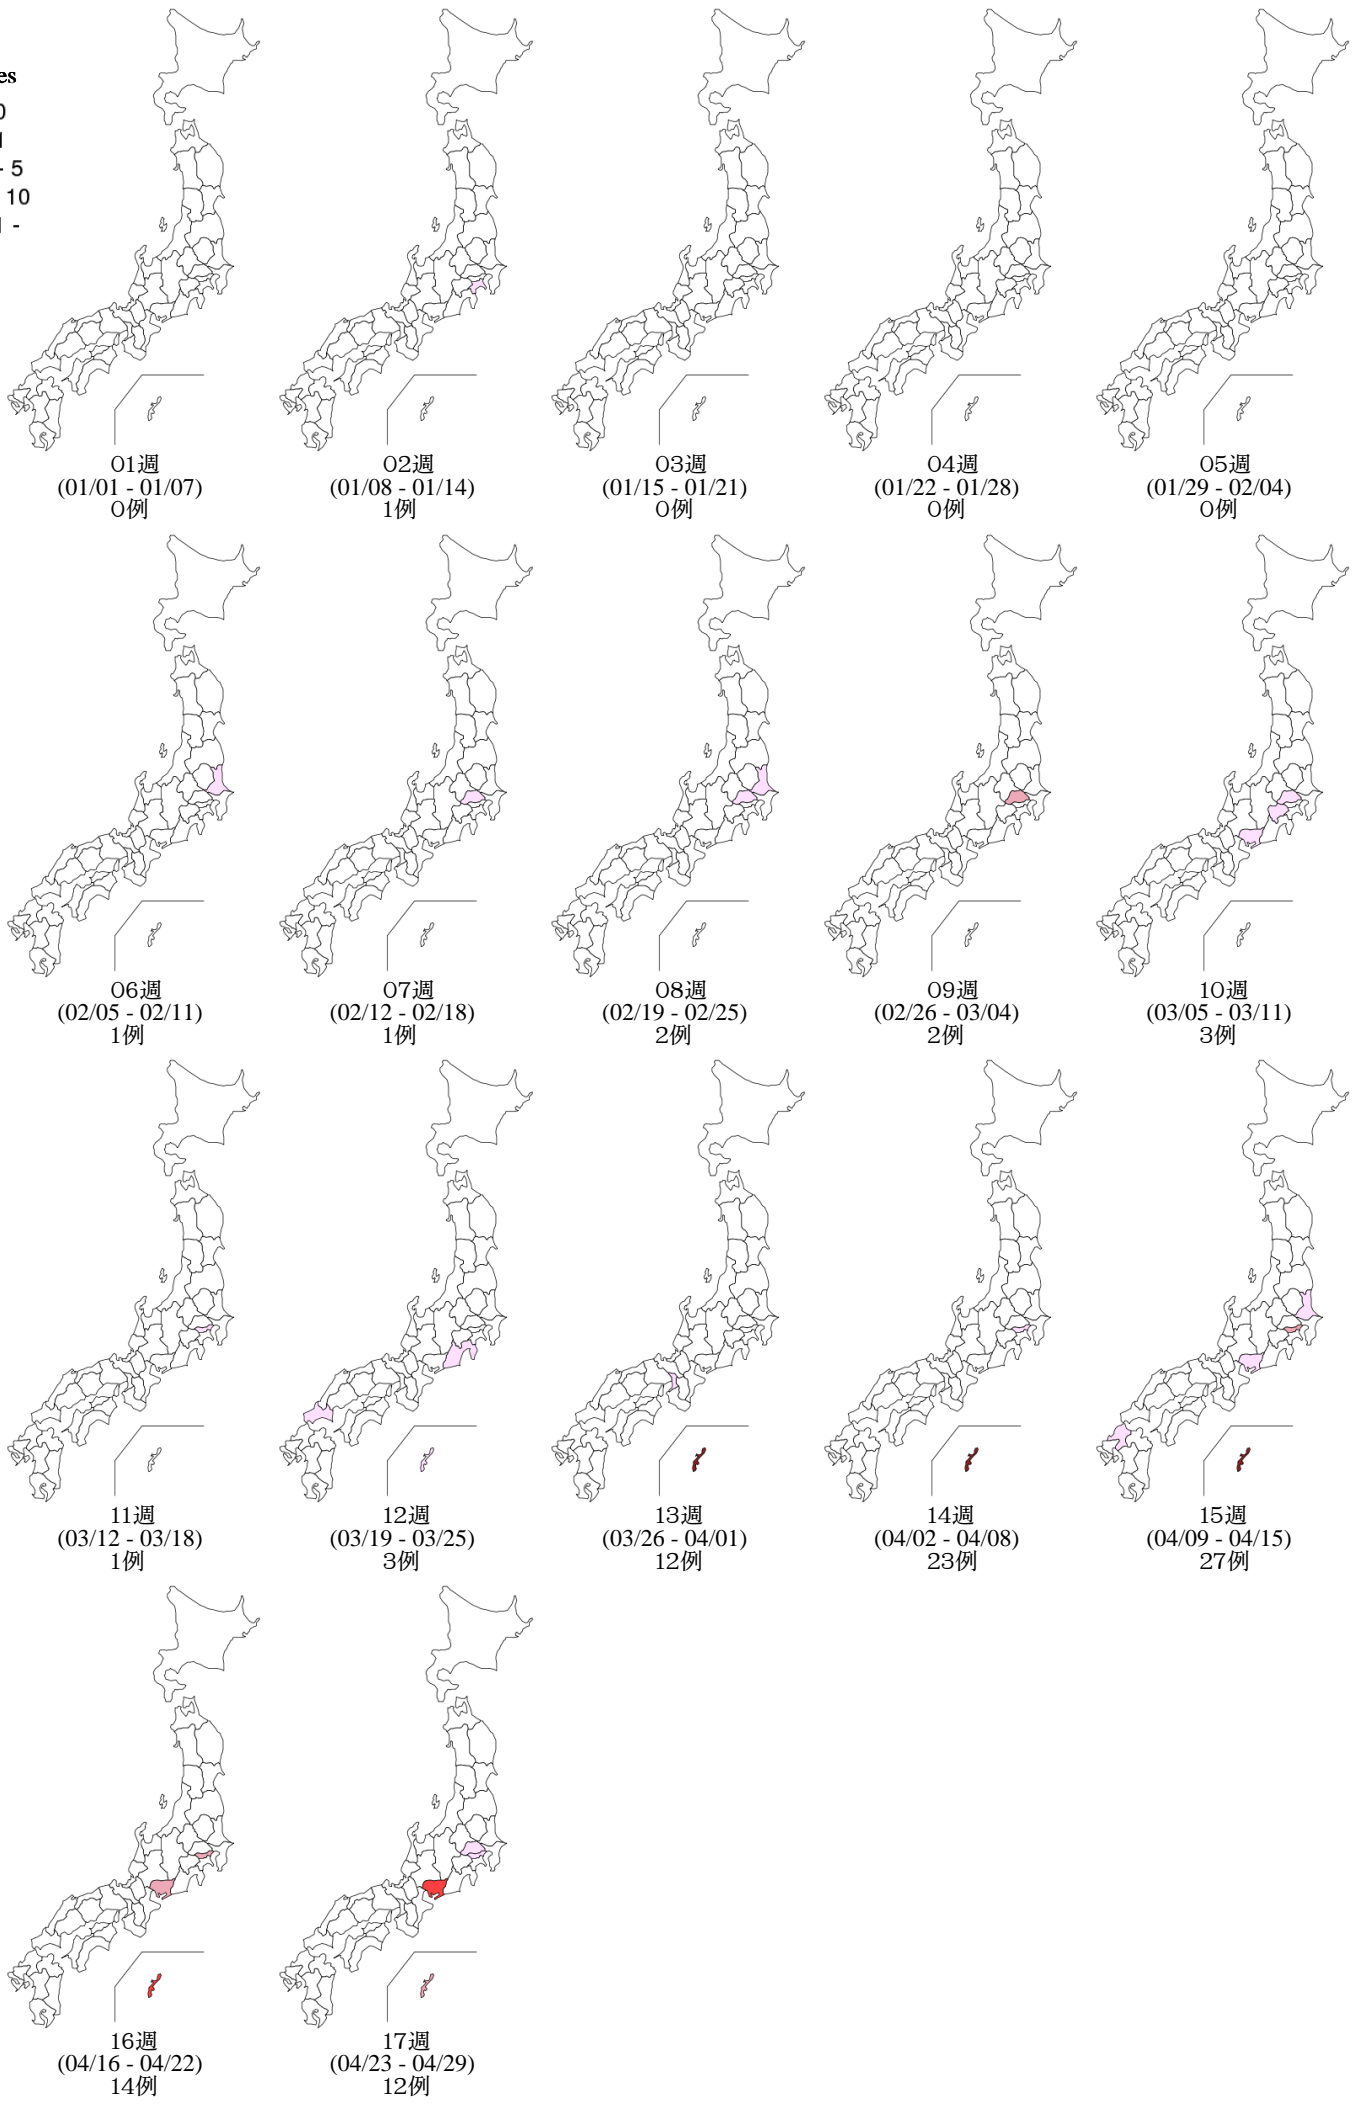 es
0
1
- 5
10
1 -
01週
(01/01 - 01/07)
0例
02週
(01/08 - 01/14)
1例
03週
(01/15 - 01/21)
0例
04週
(01/22 - 01/28)
0例
05週
(01/29 - 02/04)
0例
06週
(02/05 - 02/11)
1例
07週
(02/12 - 02/18)
1例
08週
(02/19 - 02/25)
2例
09週
(02/26 - 03/04)
2例
10週
(03/05 - 03/11)
3例
11週
(03/12 - 03/18)
1例
12週
(03/19 - 03/25)
3例
13週
(03/26 - 04/01)
12例
14週
(04/02 - 04/08)
23例
15週
(04/09 - 04/15)
27例
16週
(04/16 - 04/22)
14例
17週
(04/23 - 04/29)
12例